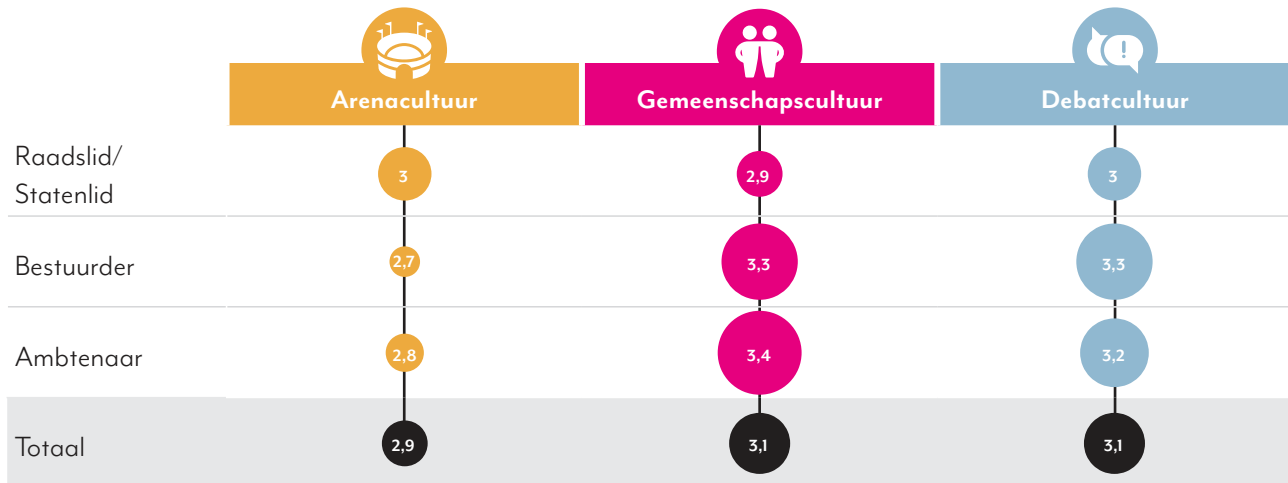 Arenacultuur Gemeenschapscultuur Debatcultuur
Raadslid/
Statenlid
3 2,9 3
Bestuurder 2,7 3,3 3,3
Ambtenaar 2,8 3,4 3,2
Totaal 2,9 3,1 3,1